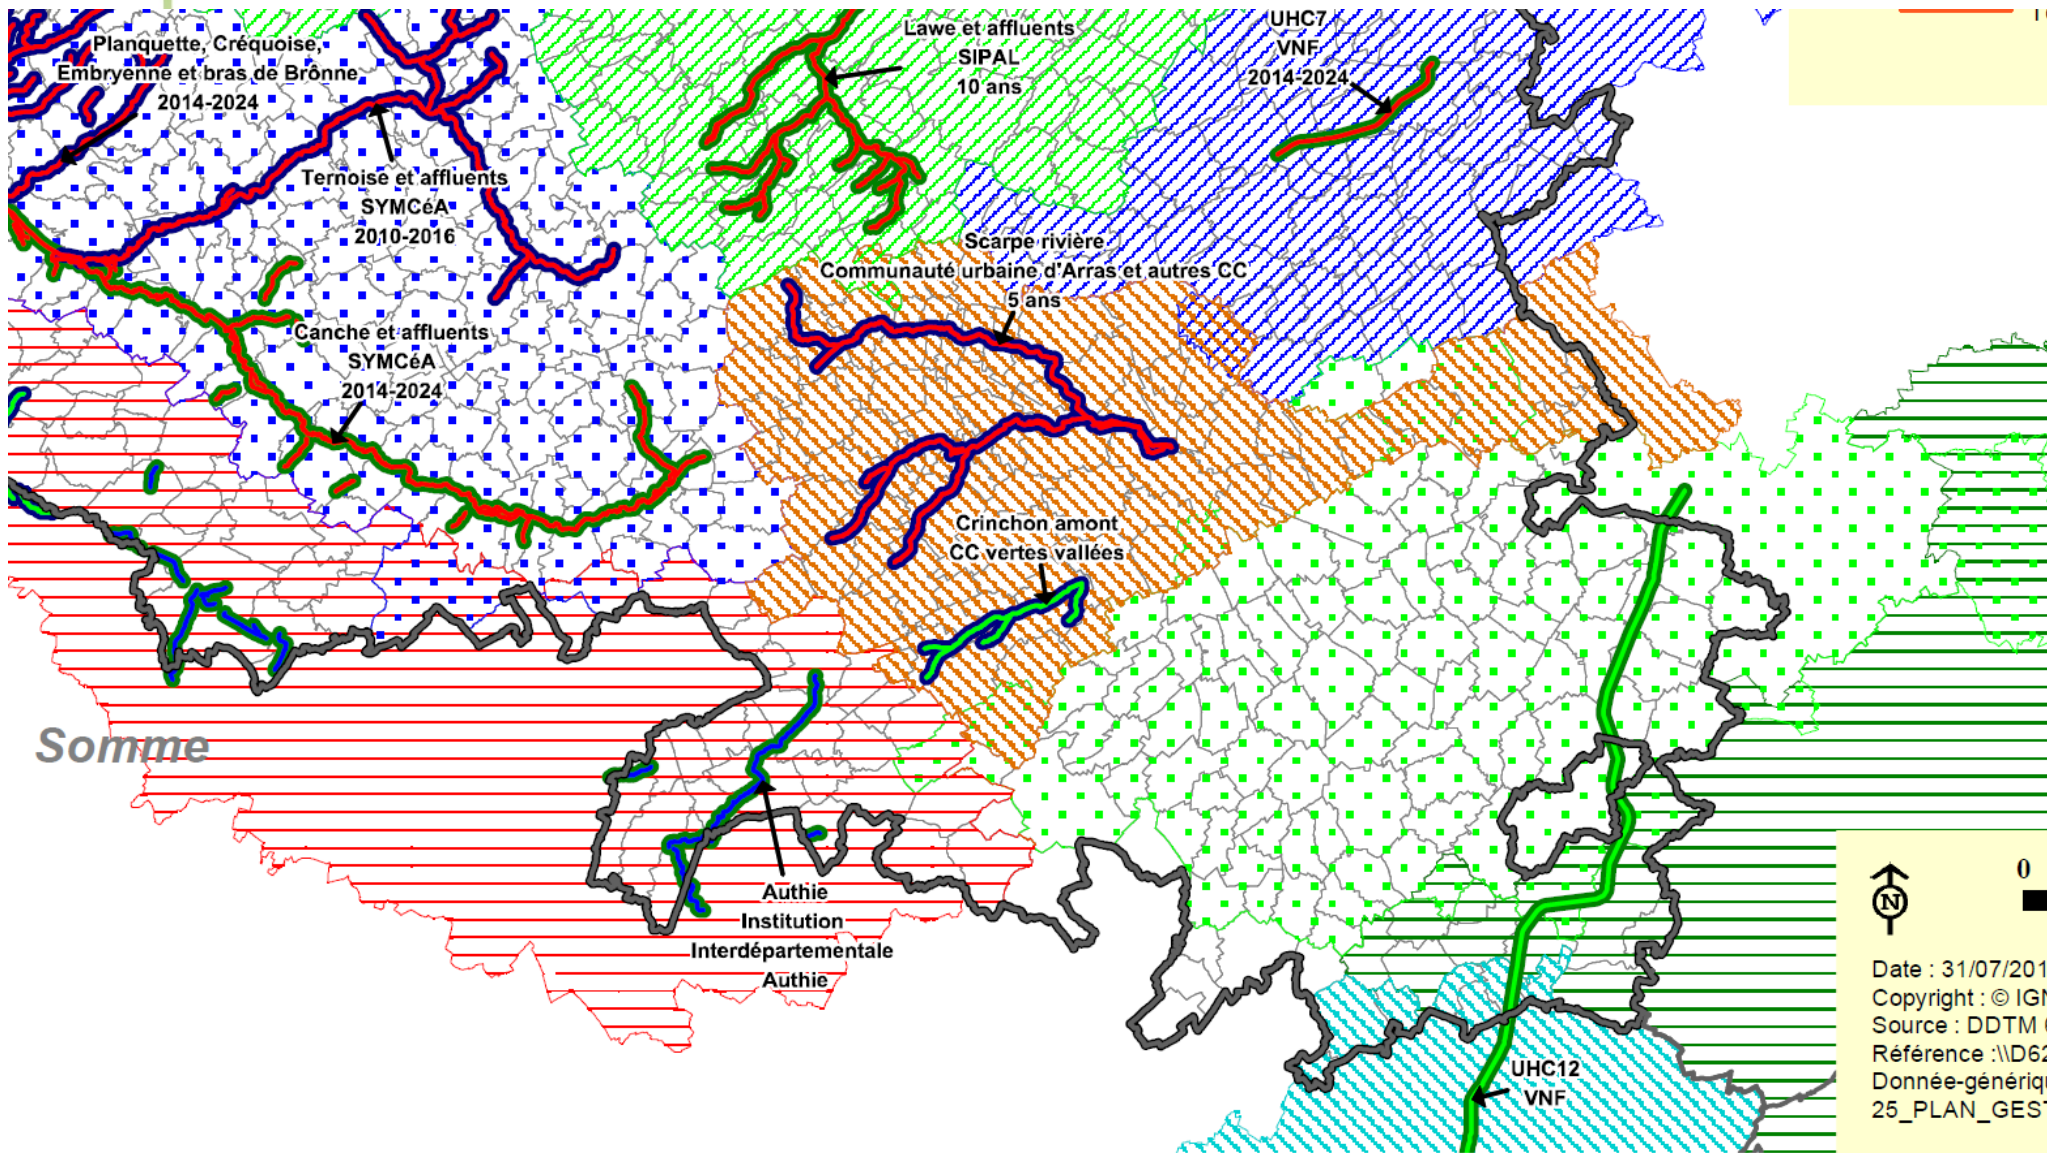 Planquette, Créquoise,
Embryenne et bras de Brônne
2014-2024
Lawe et affluents
SIPAL
10 ans
UHC7
VNF
2014-2024
Ternoise et affluents
SYMCéA
2010-2016
Scarpe rivière
Communauté urbaine d'Arras et autres CC
5 ans
Canche et affluents
SYMCéA
2014-2024
Crinchon amont
CC vertes vallées
Somme
Authie
Institution
Interdépartementale
Authie
UHC12
VNF
0
N
Date : 31/07/201
Copyright : © IGN
Source : DDTM 6
Référence :\\D62
Donnée-génériqu
25_PLAN_GEST